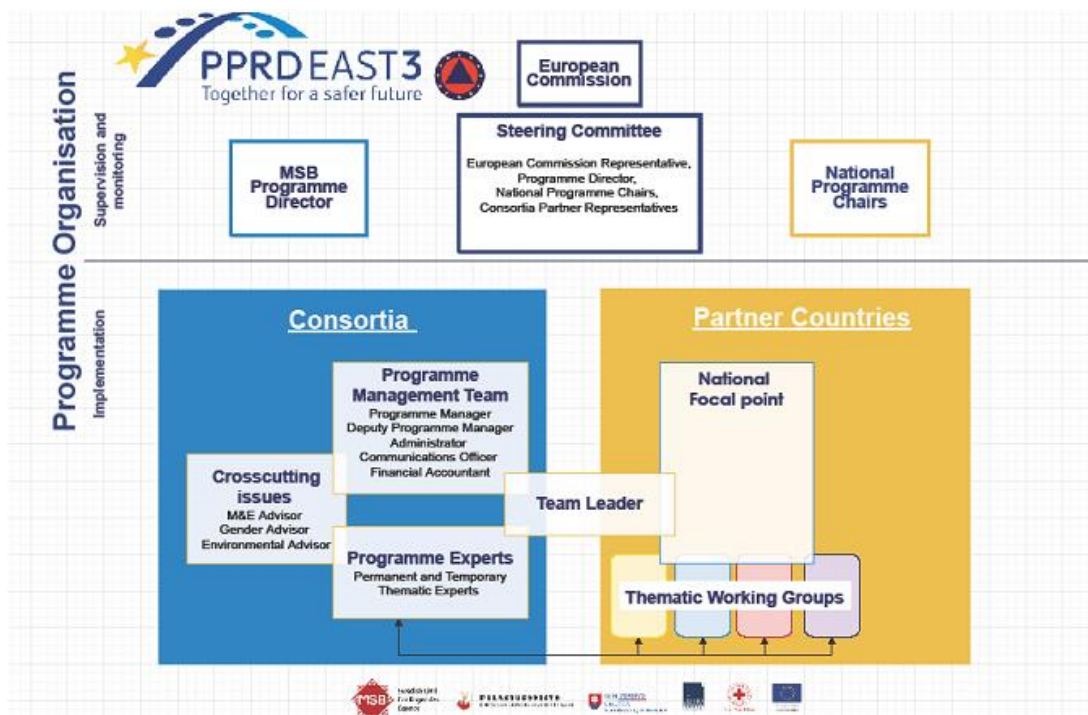 PPRD EAST3
Together for a safer future
Programme Organisation
Supervision and
monitoring
Implementation
European
Commission
MSB
Programme
Director
Steering Committee
European Commission Representative,
Programme Director,
National Programme Chairs,
Consortia Partner Representatives
National
Programme
Chairs
Consortia
Programme
Management Team
Programme Manager
Deputy Programme Manager
Administrator
Communications Officer
Financial Accountant
Crosscutting
issues
M&E Advisor
Gender Advisor
Environmental Advisor
Programme Experts
Permanent and Temporary
Thematic Experts
Team Leader
Partner Countries
National
Focal point
Thematic Working Groups
MSB